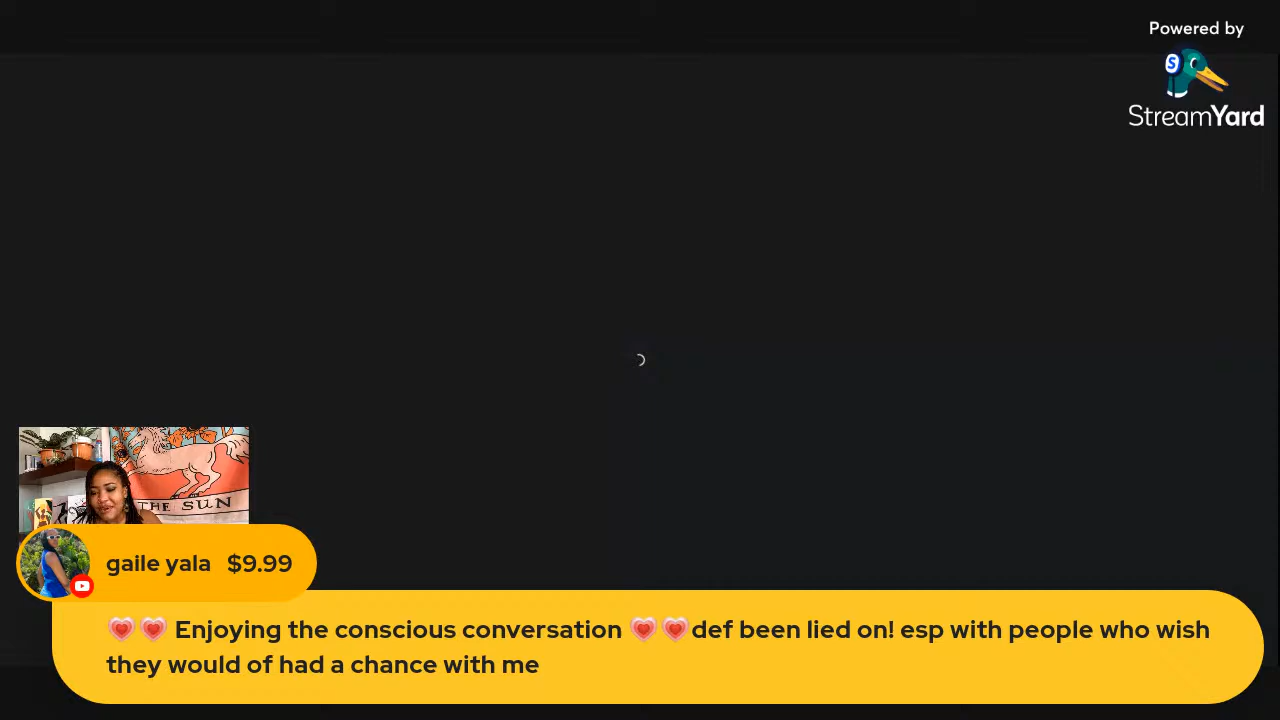 Powered by
S
StreamYard
THE SUN
gaile yala $9.99
💗💗 Enjoying the conscious conversation 💗💗def been lied on! esp with people who wish
they would of had a chance with me